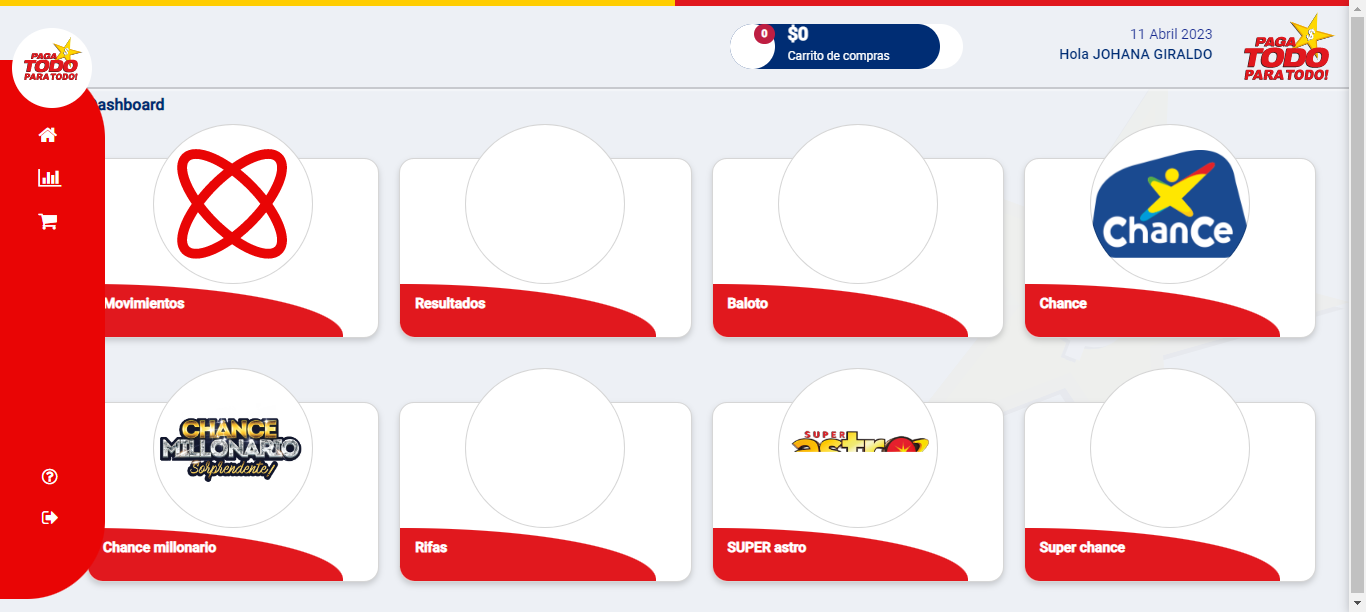 0
$0
Carrito de compras
11 Abril 2023
Hola JOHANA GIRALDO
PAGA
TODO
PARA TODO!
PAGA
TODO
PARA TODO!
ashboard
ChanCe
Movimientos
Resultados
Baloto
Chance
CHANCE
MILLONARIO
Sorprendente!
SUPER
astro
Chance millonario
Rifas
SUPER astro
Super chance